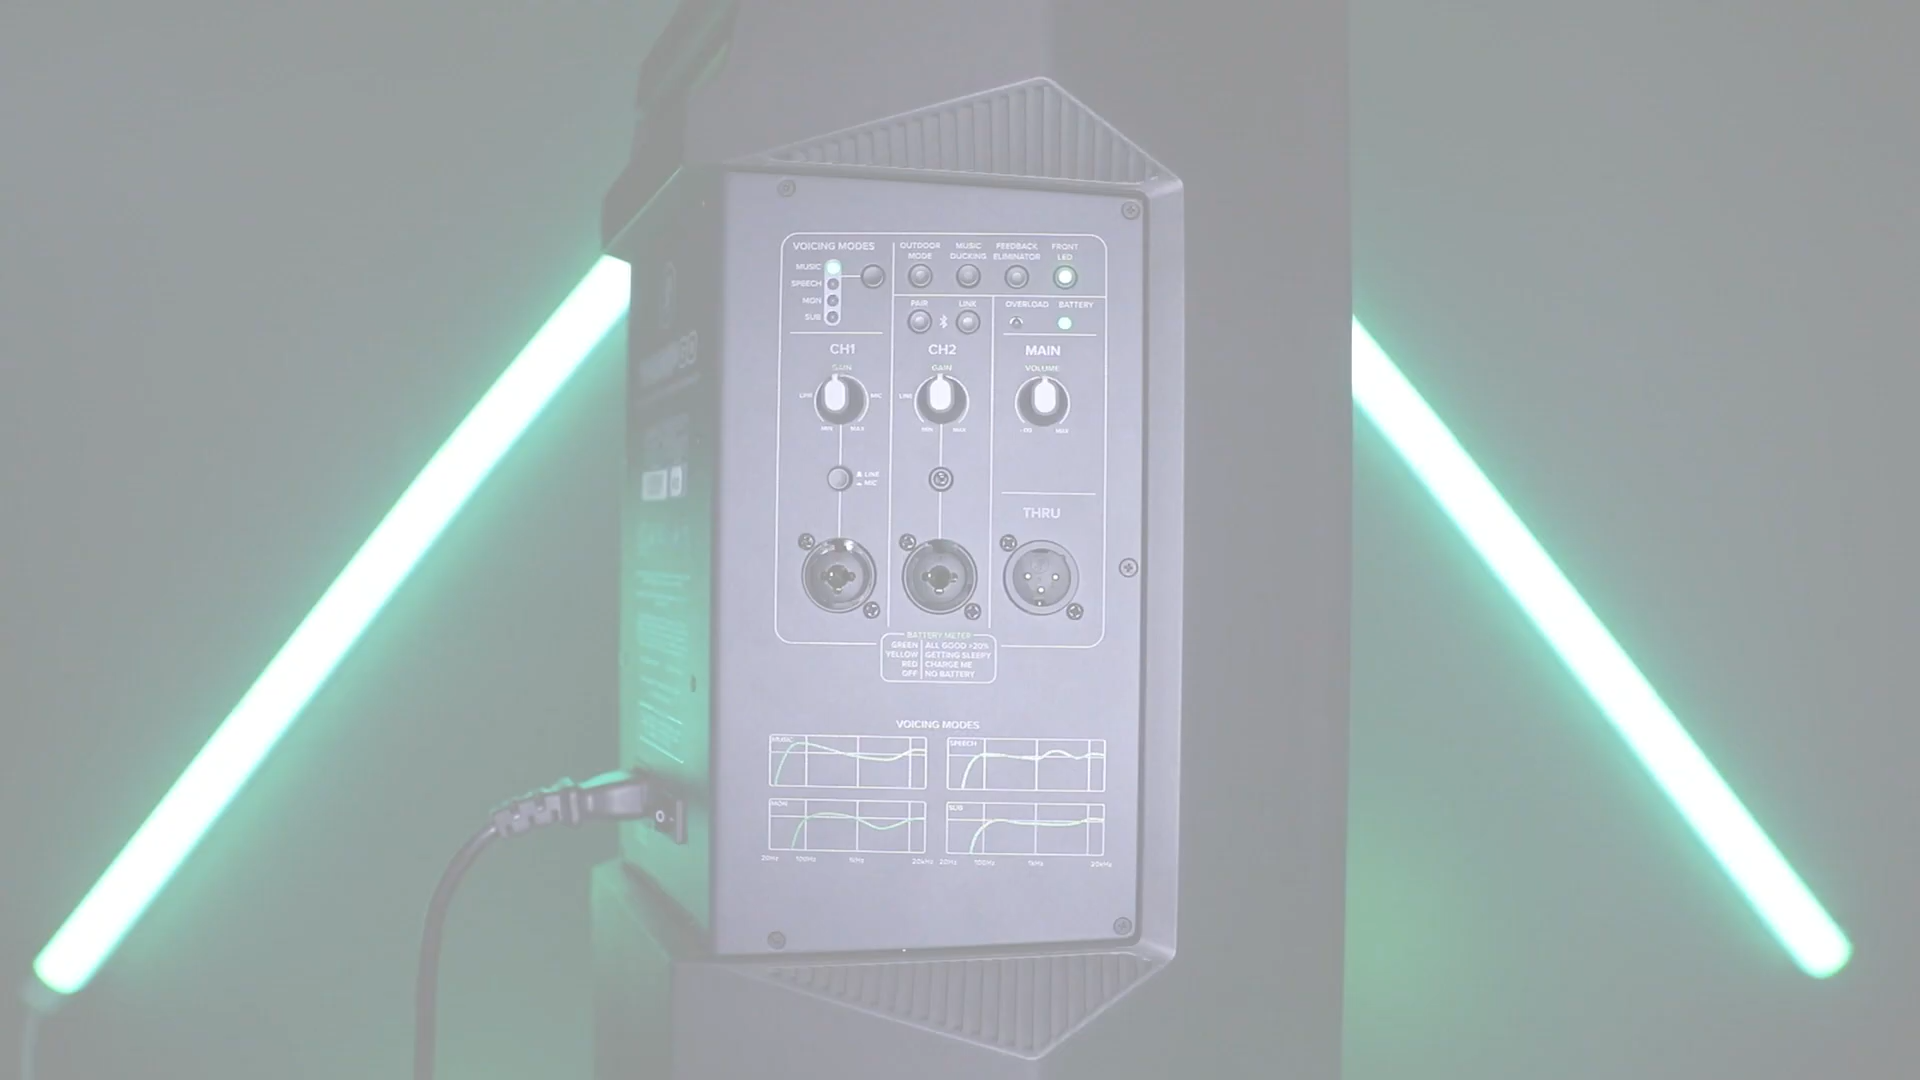 VOICING MODES
MUSIC
SPEECH
MON
SUB
OUTDOOR
MODE
MUSIC
DUCKING
FEEDBACK
ELIMINATOR
FRONT
LED
PAIR
LINK
OVERLOAD
BATTERY
CH1
GAIN
LINE
MIC
MIN
MAX
LINE
MIC
CH2
GAIN
LINE
MIN
MAX
MAIN
VOLUME
MAX
THRU
BATTERY METER
GREEN ALL GOOD >20%
YELLOW GETTING SLEEPY
RED CHARGE ME
OFF NO BATTERY
VOICING MODES
MUSIC
SPEECH
MON
SUB
20Hz 100Hz 1kHz 20kHz
20Hz 100Hz 1kHz 20kHz